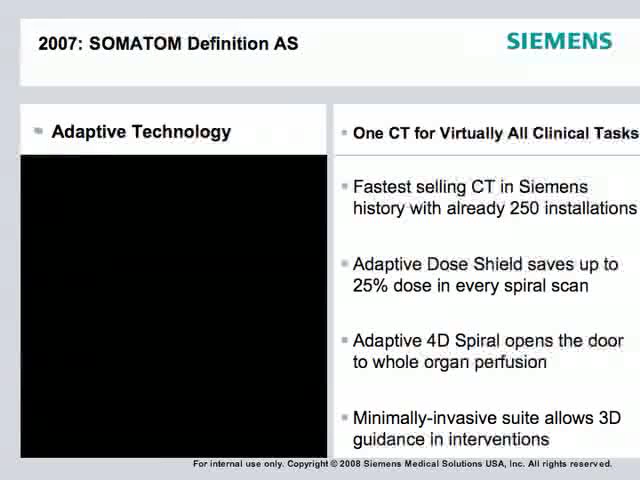 2007: SOMATOM Definition AS
SIEMENS
Adaptive Technology
One CT for Virtually All Clinical Tasks
Fastest selling CT in Siemens
history with already 250 installations
Adaptive Dose Shield saves up to
25% dose in every spiral scan
Adaptive 4D Spiral opens the door
to whole organ perfusion
Minimally-invasive suite allows 3D
guidance in interventions
For internal use only. Copyright © 2008 Siemens Medical Solutions USA, Inc. All rights reserved.